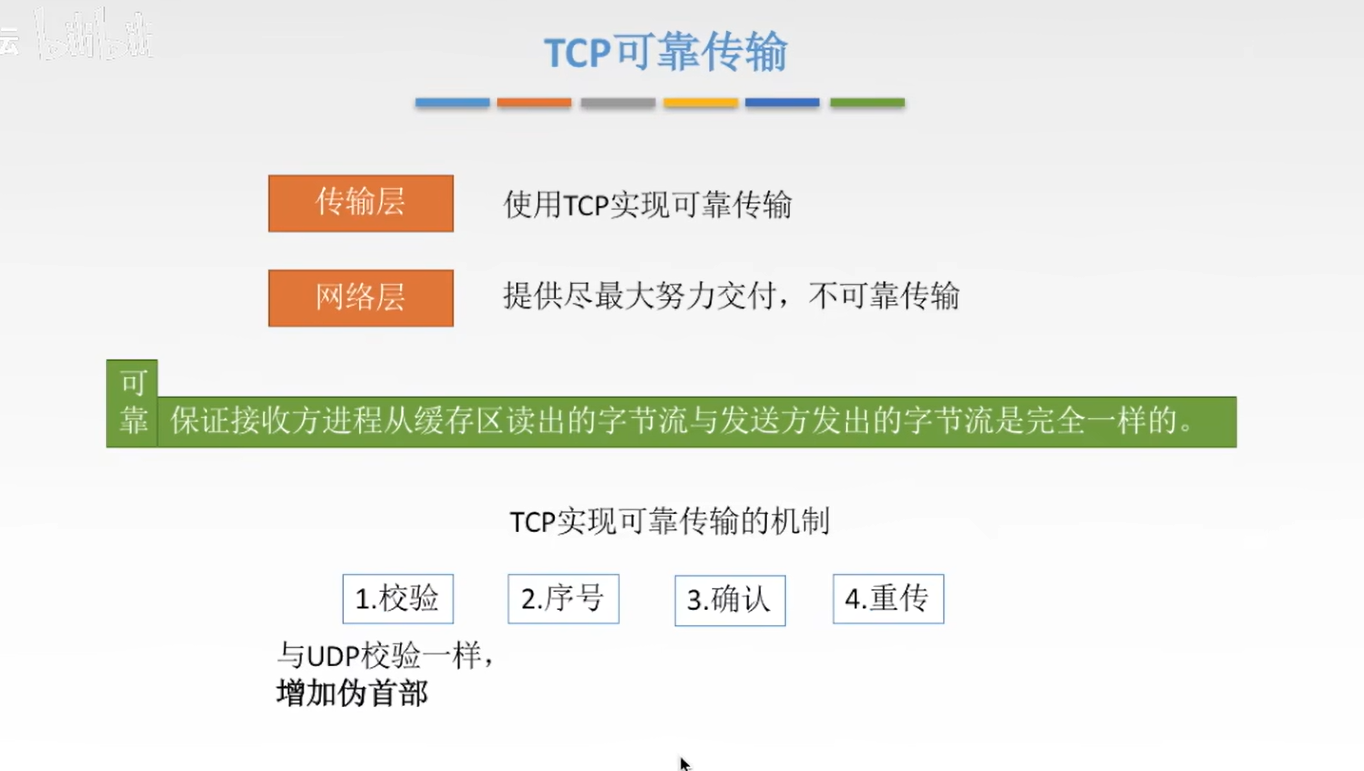 云 bilibili
TCP可靠传输
传输层 使用TCP实现可靠传输
网络层 提供尽最大努力交付，不可靠传输
可靠 保证接收方进程从缓存区读出的字节流与发送方发出的字节流是完全一样的。
TCP实现可靠传输的机制
1.校验 2.序号 3.确认 4.重传
与UDP校验一样，
增加伪首部